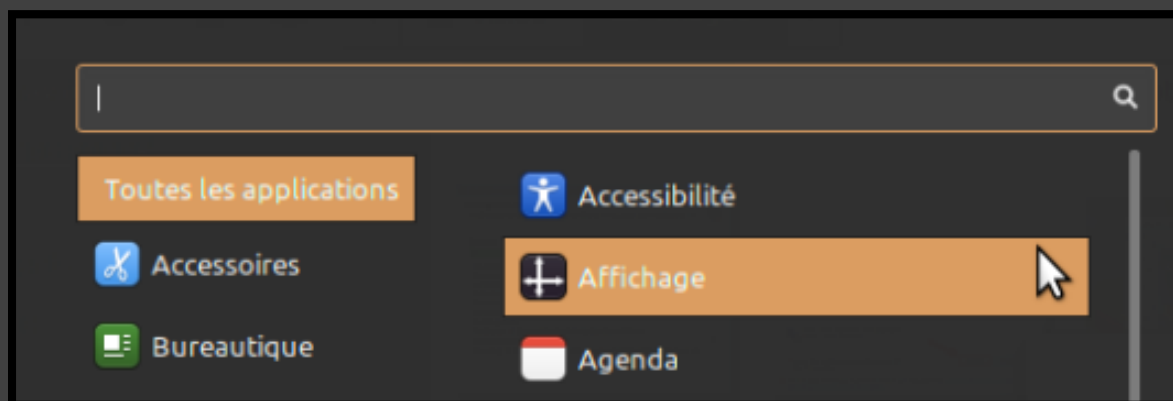 Toutes les applications
Accessoires
Bureautique
Accessibilité
Affichage
Agenda